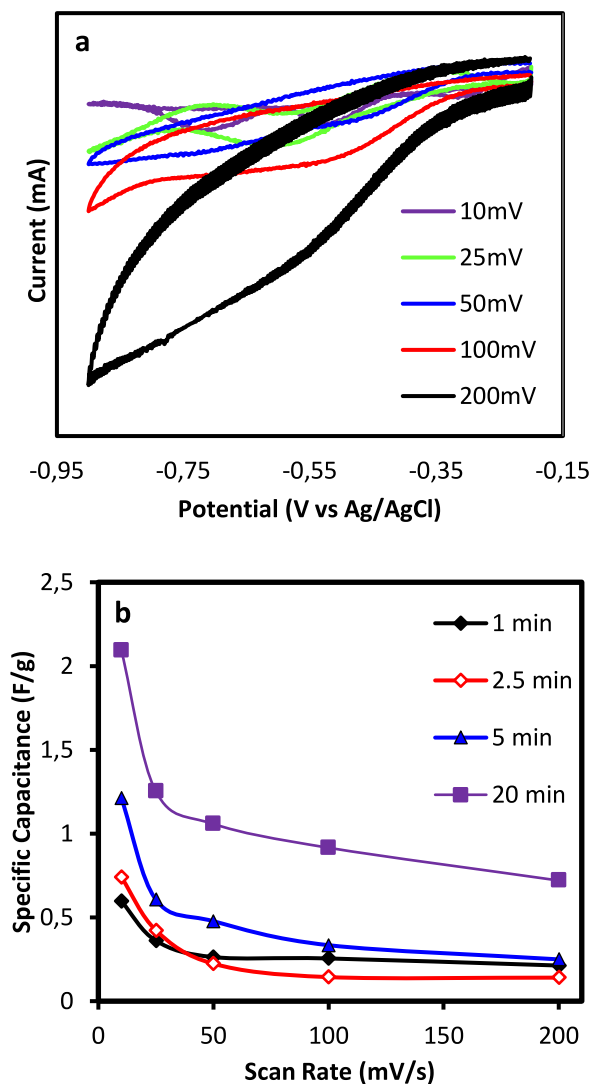 a
Current (mA)
10mV
25mV
50mV
100mV
200mV
-0,95 -0,75 -0,55 -0,35 -0,15
Potential (V vs Ag/AgCl)
b
Specific Capacitance (F/g)
2,5
2
1,5
1
0,5
0
1 min
2.5 min
5 min
20 min
0 50 100 150 200
Scan Rate (mV/s)